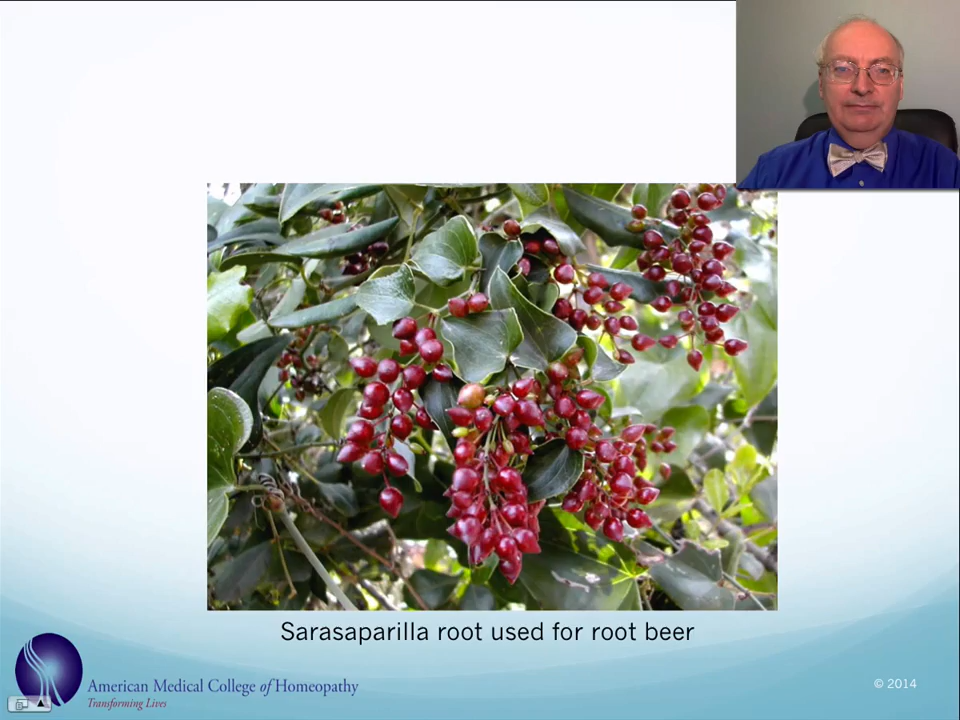 Sarasaparilla root used for root beer
American Medical College of Homeopathy
Transforming Lives
© 2014